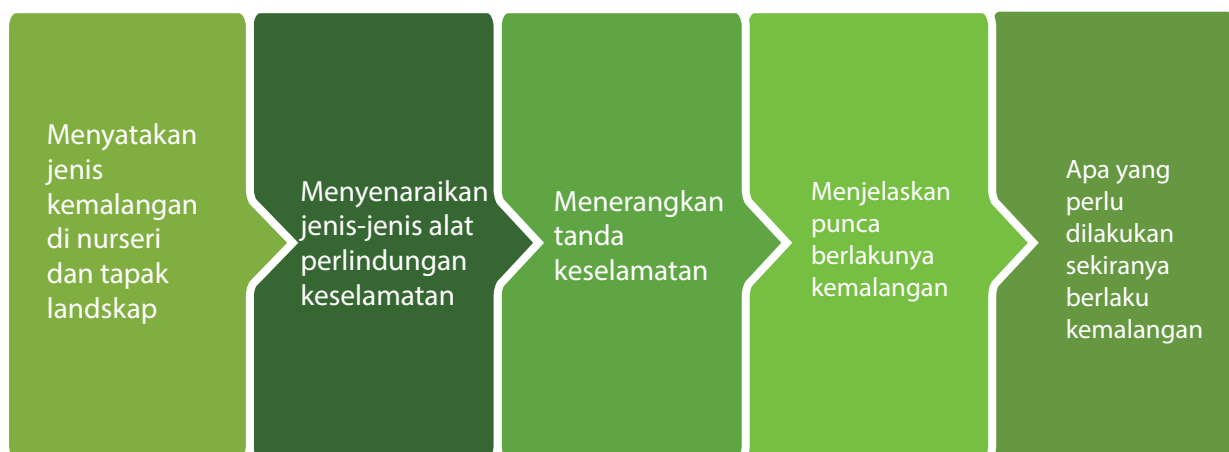 Menyatakan
jenis
kemalangan
di nurseri
dan tapak
landskap
Menyenaraikan
jenis-jenis alat
perlindungan
keselamatan
Menerangkan
tanda
keselamatan
Menjelaskan
punca
berlakunya
kemalangan
Apa yang
perlu
dilakukan
sekiranya
berlaku
kemalangan